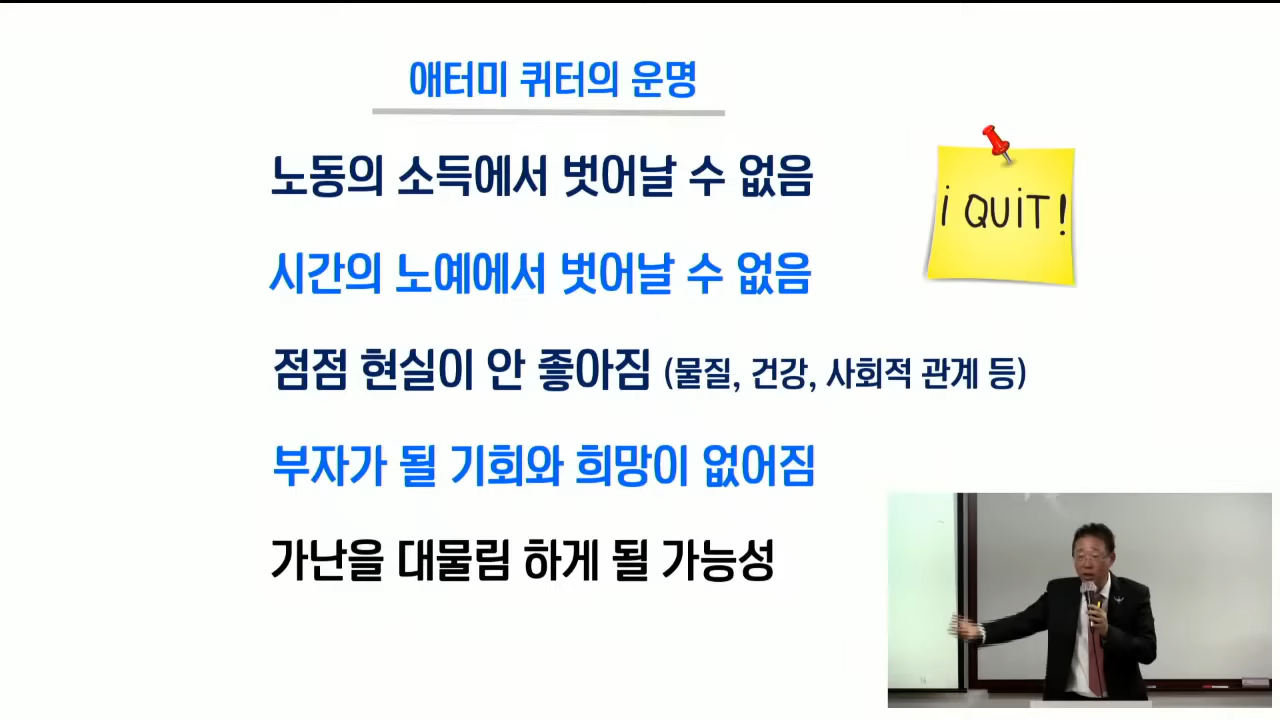 애터미 퀴터의 운명
노동의 소득에서 벗어날 수 없음
i QUiT!
시간의 노예에서 벗어날 수 없음
점점 현실이 안 좋아짐 (물질, 건강, 사회적 관계 등)
부자가 될 기회와 희망이 없어짐
가난을 대물림 하게 될 가능성